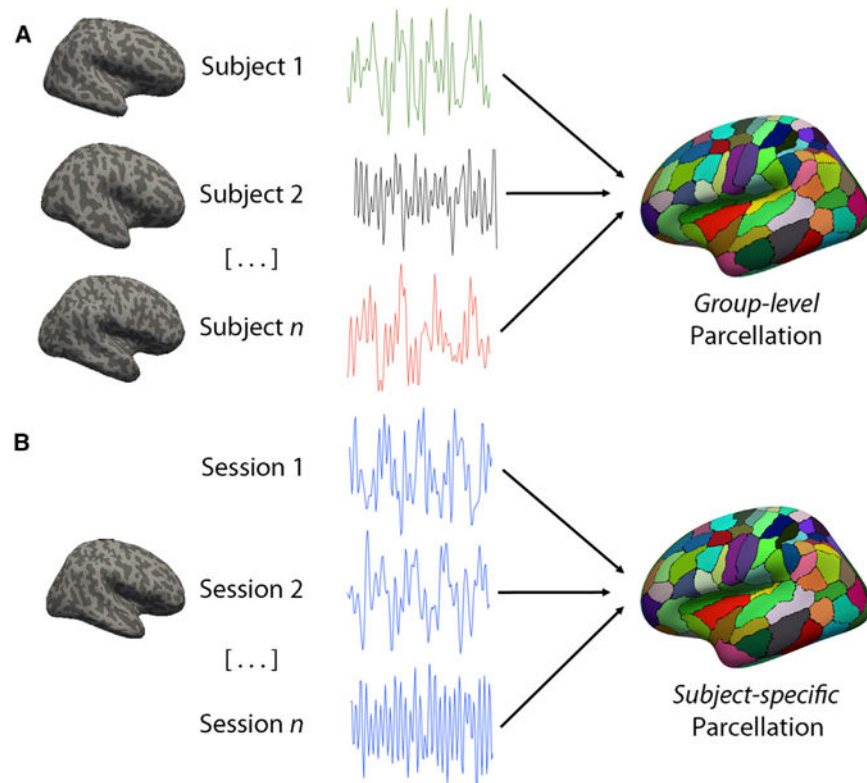 A
Subject 1
Subject 2
[...]
Subject n
Group-level
Parcellation
B
Session 1
Session 2
[...]
Session n
Subject-specific
Parcellation